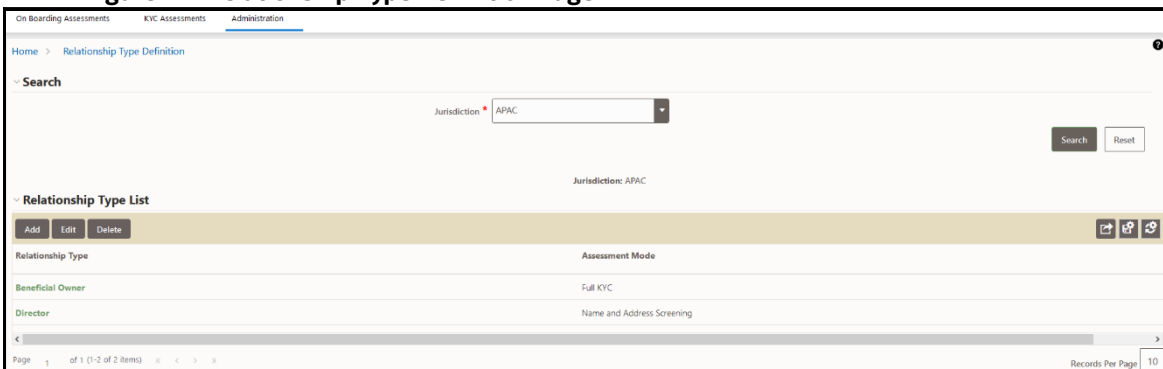 On Boarding Assessments KYC Assessments Administration
Home > Relationship Type Definition
Search
Jurisdiction * APAC
Search Reset
Jurisdiction: APAC
Relationship Type List
Add Edit Delete
Relationship Type Assessment Mode
Beneficial Owner Full KYC
Director Name and Address Screening
Page 1 of 1 (1-2 of 2 items) Records Per Page 10